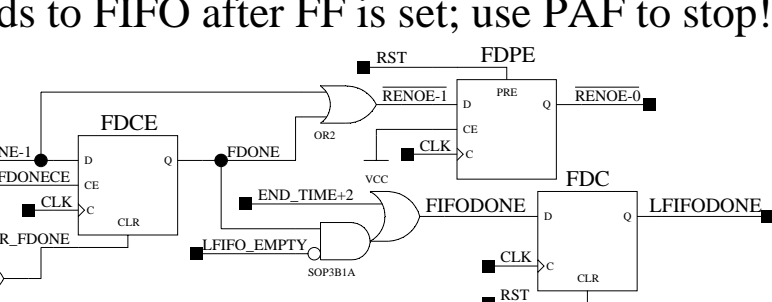 ds to FIFO after FF is set; use PAF to stop!
RST
FDPE
RENOE-1
D
PRE
Q
RENOE-0
OR2
CE
CLK
C
VCC
FDCE
NE-1
D
Q
FDONE
FDONECE
CE
CLK
C
CLR
R_FDONE
END_TIME+2
LFIFO_EMPTY
SOP3B1A
FIFODONE
FDC
D
Q
LFIFODONE
CLK
C
CLR
RST